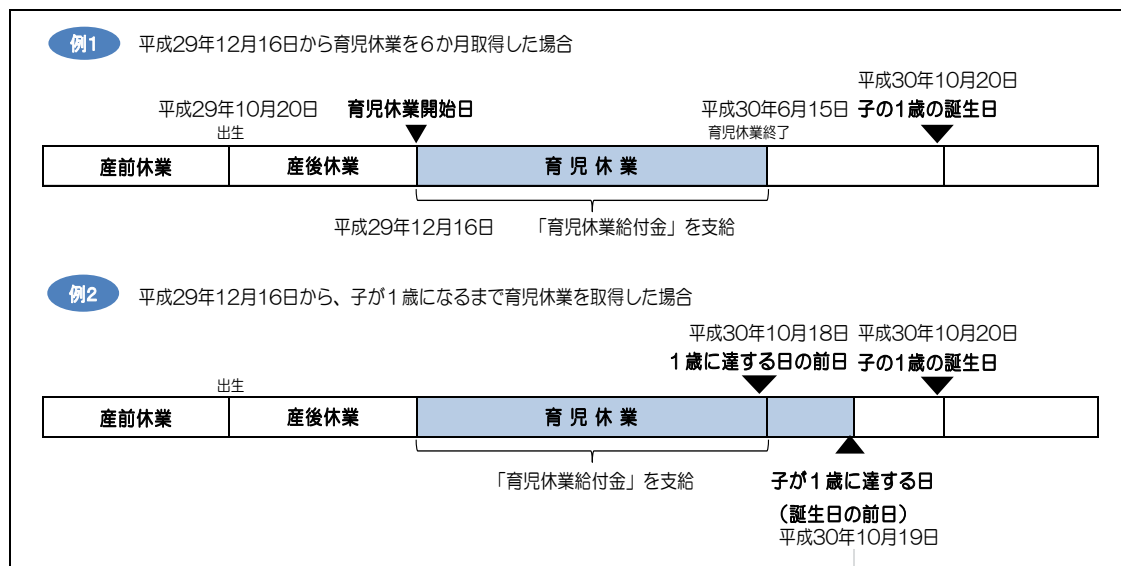 例1 平成29年12月16日から育児休業を6か月取得した場合
平成30年10月20日
平成29年10月20日 育児休業開始日 平成30年6月15日 子の1歳の誕生日
出生 育児休業終了
産前休業 産後休業 育児休業
平成29年12月16日 「育児休業給付金」を支給
例2 平成29年12月16日から、子が1歳になるまで育児休業を取得した場合
平成30年10月18日 平成30年10月20日
1歳に達する日の前日 子の1歳の誕生日
出生
産前休業 産後休業 育児休業
「育児休業給付金」を支給 子が1歳に達する日
（誕生日の前日）
平成30年10月19日